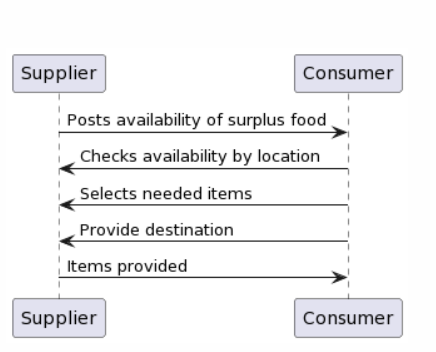 Supplier
Consumer
Posts availability of surplus food
Checks availability by location
Selects needed items
Provide destination
Items provided
Supplier
Consumer